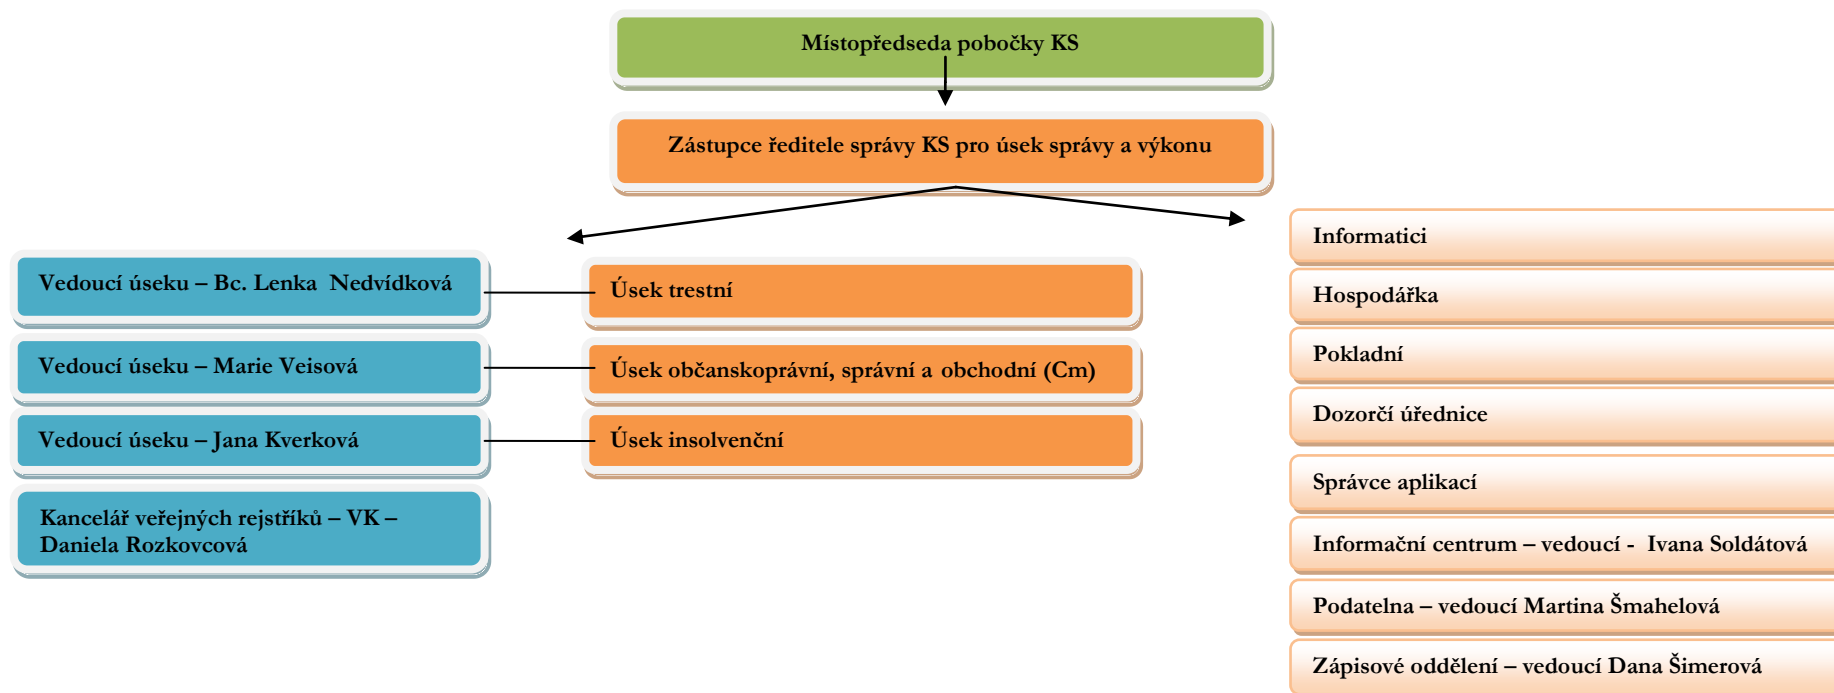 Místopředseda pobočky KS
Zástupce ředitele správy KS pro úsek správy a výkonu
Vedoucí úseku – Bc. Lenka  Nedvídková
Úsek trestní
Vedoucí úseku – Marie Veisová
Úsek občanskoprávní, správní a obchodní (Cm)
Vedoucí úseku – Jana Kverková
Úsek insolvenční
Kancelář veřejných rejstříků – VK –
Daniela Rozkovcová
Informatici
Hospodářka
Pokladní
Dozorčí úřednice
Správce aplikací
Informační centrum – vedoucí -  Ivana Soldátová
Podatelna – vedoucí Martina Šmahelová
Zápisové oddělení – vedoucí Dana Šimerová